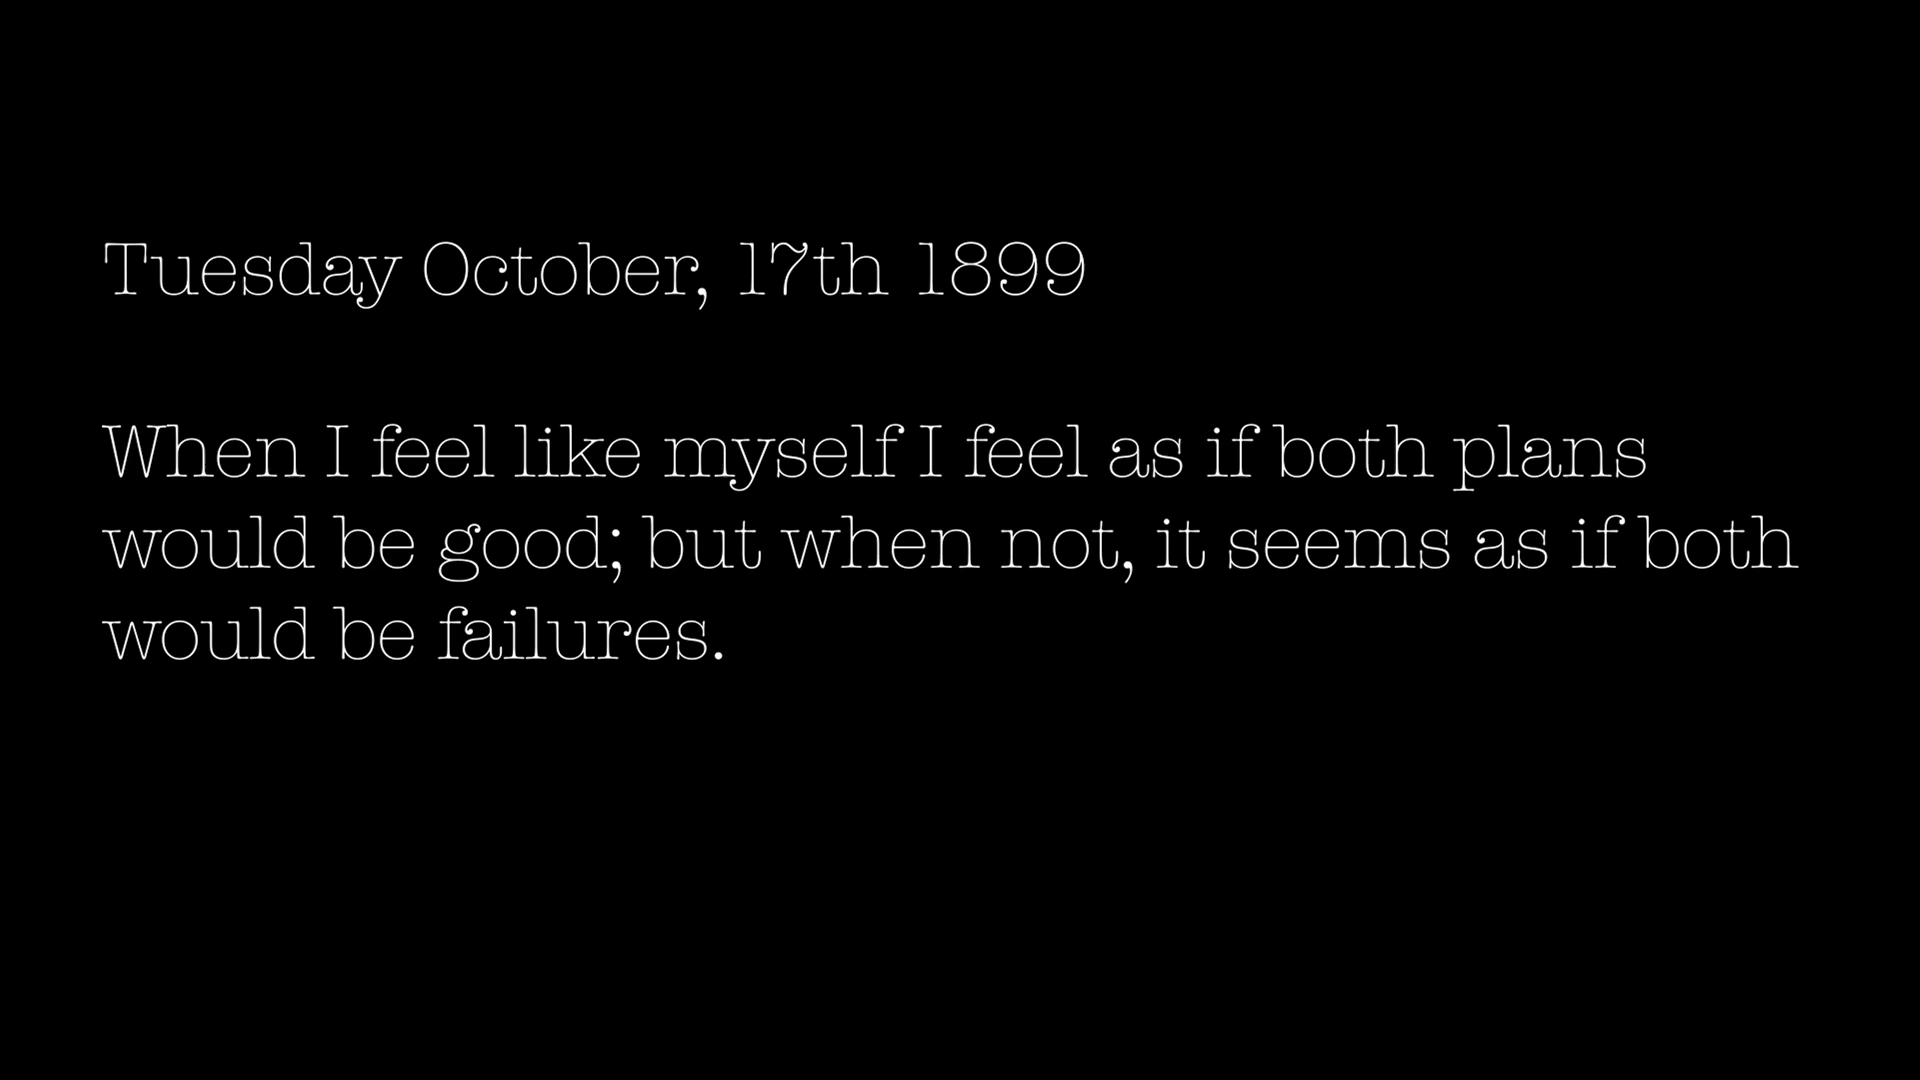 Tuesday October, 17th 1899
When I feel like myself I feel as if both plans
would be good; but when not, it seems as if both
would be failures.